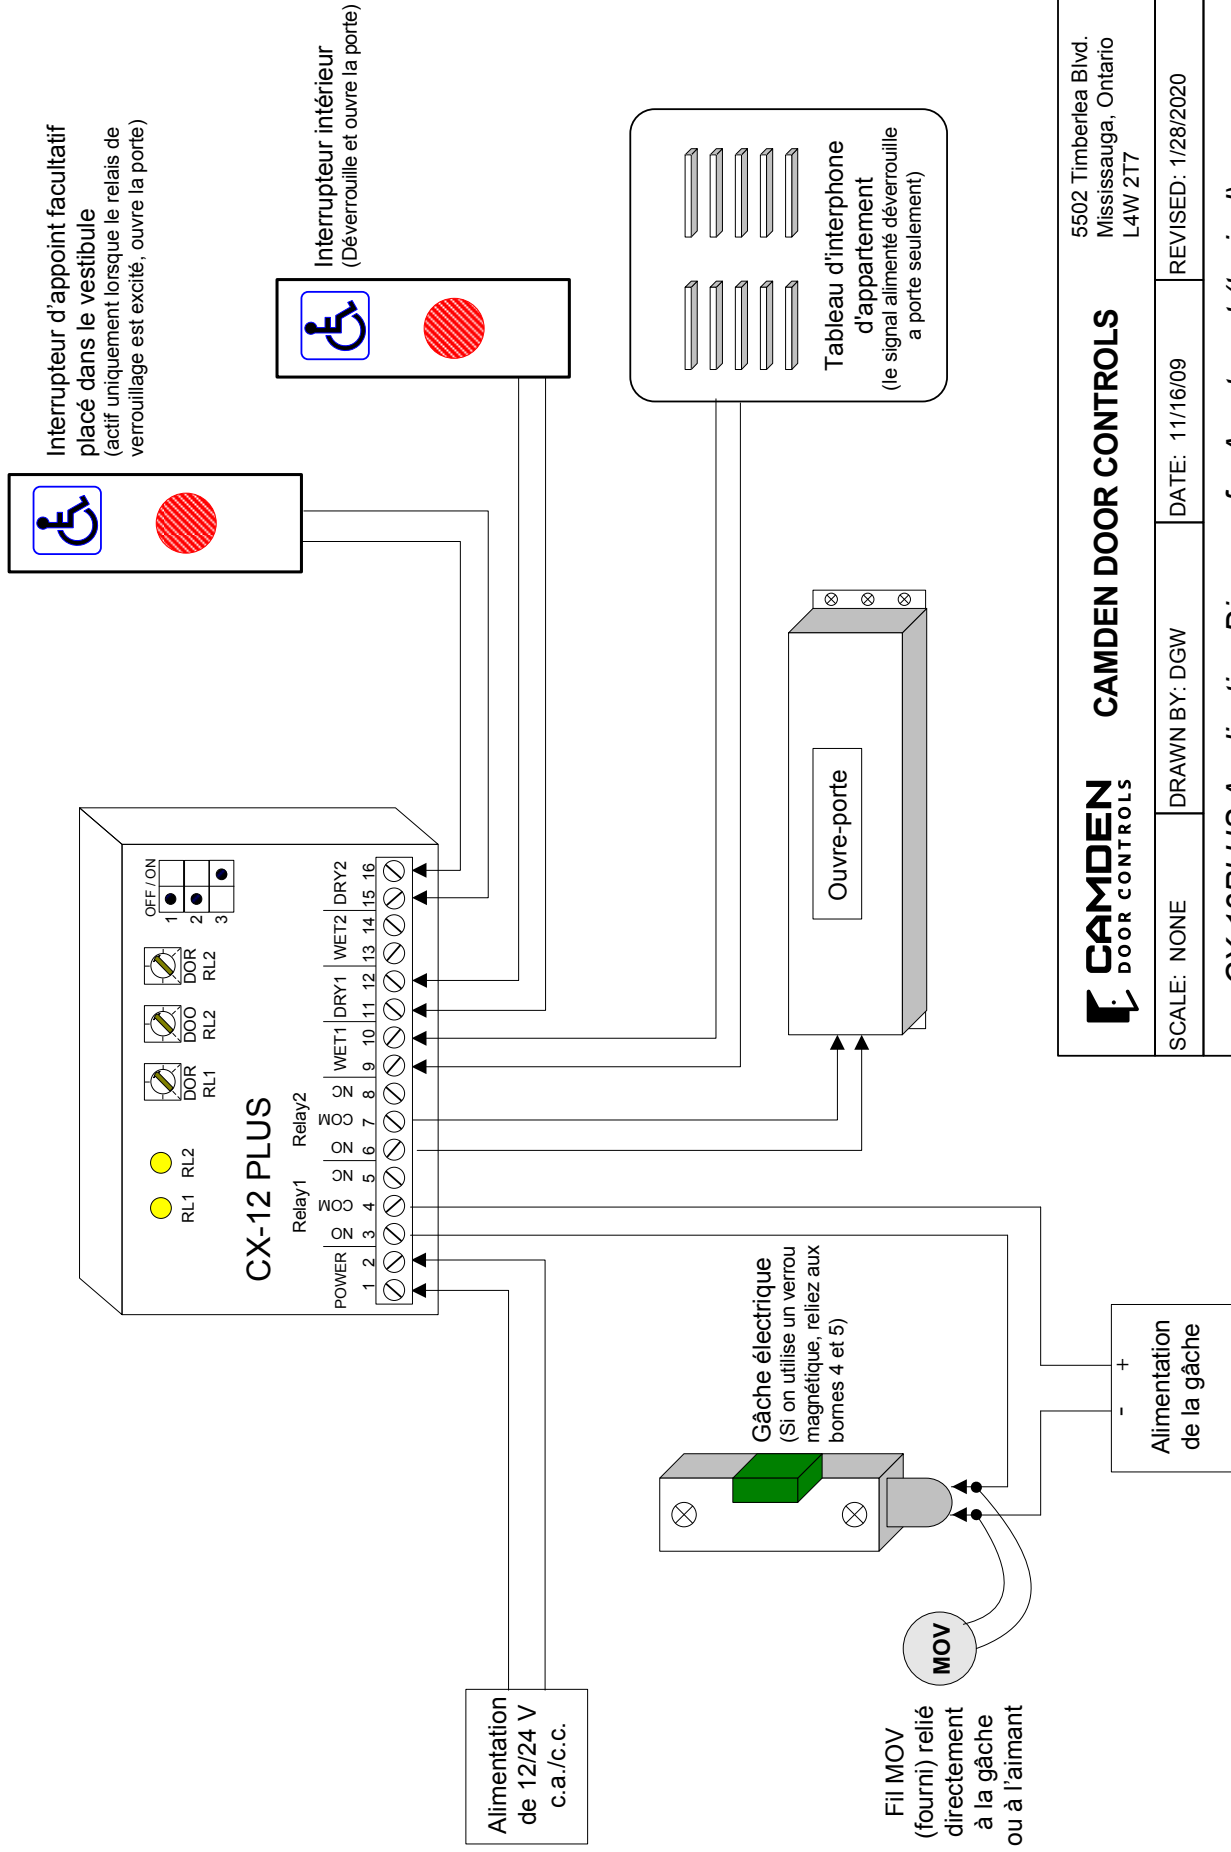 Interrupteur d'appoint facultatif
placé dans le vestibule
(actif uniquement lorsque le relais de
verrouillage est excité, ouvre la porte)
Interrupteur intérieur
(Déverrouille et ouvre la porte)
OFF / ON
1
2
3
DOR
RL1
DOO
RL2
DOR
RL2
RL1
RL2
CX-12 PLUS
Relay1
Relay2
POWER
NO
COM
NC
NO
COM
NC
WET1
DRY1
WET2
DRY2
1 2 3 4 5 6 7 8 9 10 11 12 13 14 15 16
Tableau d'interphone
d'appartement
(le signal alimenté déverrouille
a porte seulement)
Ouvre-porte
Gâche électrique
(Si on utilise un verrou
magnétique, reliez aux
bornes 4 et 5)
Alimentation
de 12/24 V
c.a./c.c.
MOV
Fil MOV
(fourni) relié
directement
à la gâche
ou à l'aimant
- +
Alimentation
de la gâche
CAMDEN
DOOR CONTROLS
CAMDEN DOOR CONTROLS
5502 Timberlea Blvd.
Mississauga, Ontario
L4W 2T7
SCALE: NONE
DRAWN BY: DGW
DATE: 11/16/09
REVISED: 1/28/2020